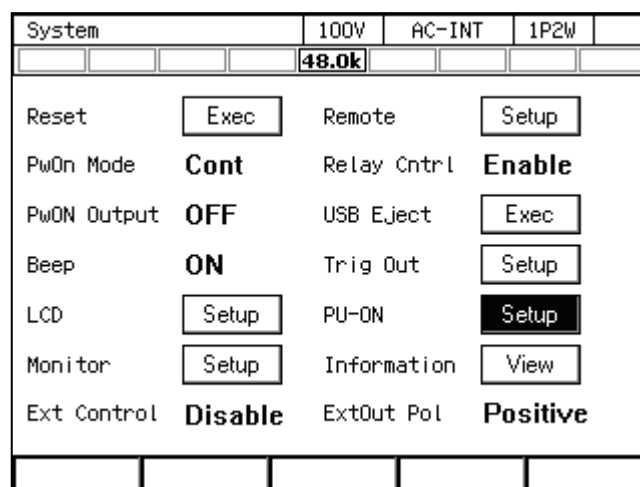 System 100V AC-INT 1P2W
48.0k
Reset Exec Remote Setup
PwOn Mode Cont Relay Cntrl Enable
PwON Output OFF USB Eject Exec
Beep ON Trig Out Setup
LCD Setup PU-ON Setup
Monitor Setup Information View
Ext Control Disable ExtOut Pol Positive